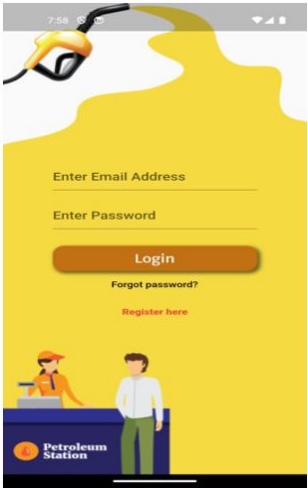 7:58
Enter Email Address
Enter Password
Login
Forgot password?
Register here
Petroleum
Station